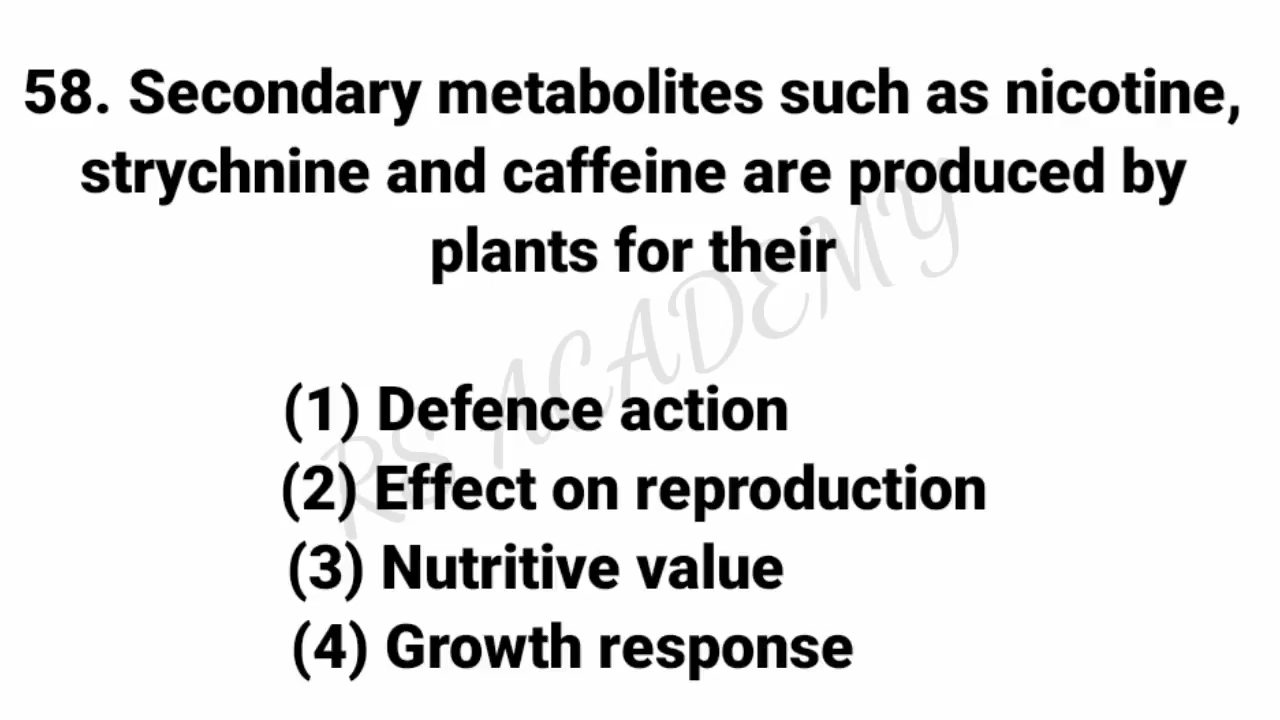 58. Secondary metabolites such as nicotine,
strychnine and caffeine are produced by
plants for their
RS ACADEMY
(1) Defence action
(2) Effect on reproduction
(3) Nutritive value
(4) Growth response